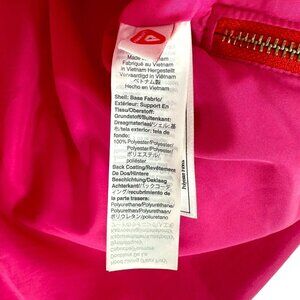 Made in Vietnam
Fabriqué au Vietnam
In Vietnam Hergestellt
Vervaardigd in Vietnam
ベトナム製
Hecho en Vietnam
Shell: Base Fabric/
Extérieur: Support En
Tissu/Oberstoff:
Grundstoff/Buitenkant:
Draagmateriaal/シェル:基
布/tela exterior: tela base:
100% Polyester/Polyester/
Polyester/Polyester/
ポリエステル/
poliéster
Back Coating/Revêtement
De Dos/Hintere
Beschichtung/Deklaag
Achterkant/バックコーテ
ィング/recubrimiento de
la parte trasera:
Polyurethane/Polyuréthane/
Polyurethan/Polyurethaan/
ポリウレタン/poliuretano